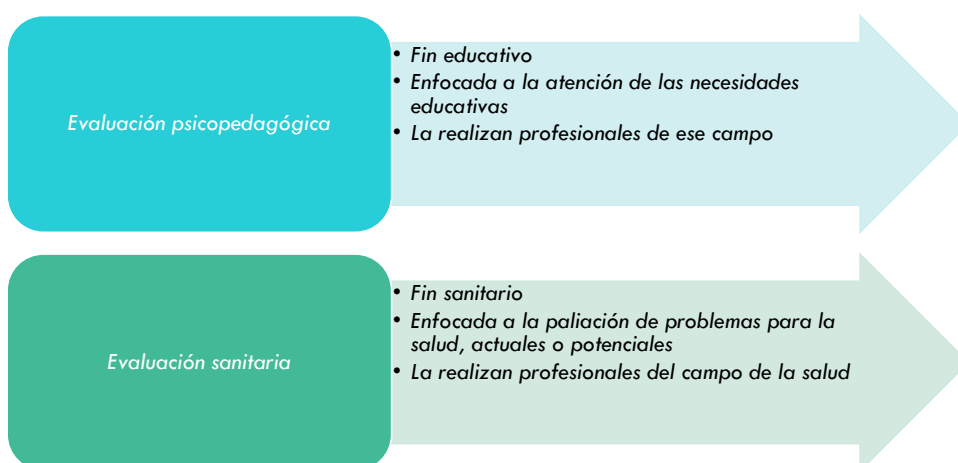 Evaluación psicopedagógica
• Fin educativo
• Enfocada a la atención de las necesidades
educativas
• La realizan profesionales de ese campo
Evaluación sanitaria
• Fin sanitario
• Enfocada a la paliación de problemas para la
salud, actuales o potenciales
• La realizan profesionales del campo de la salud